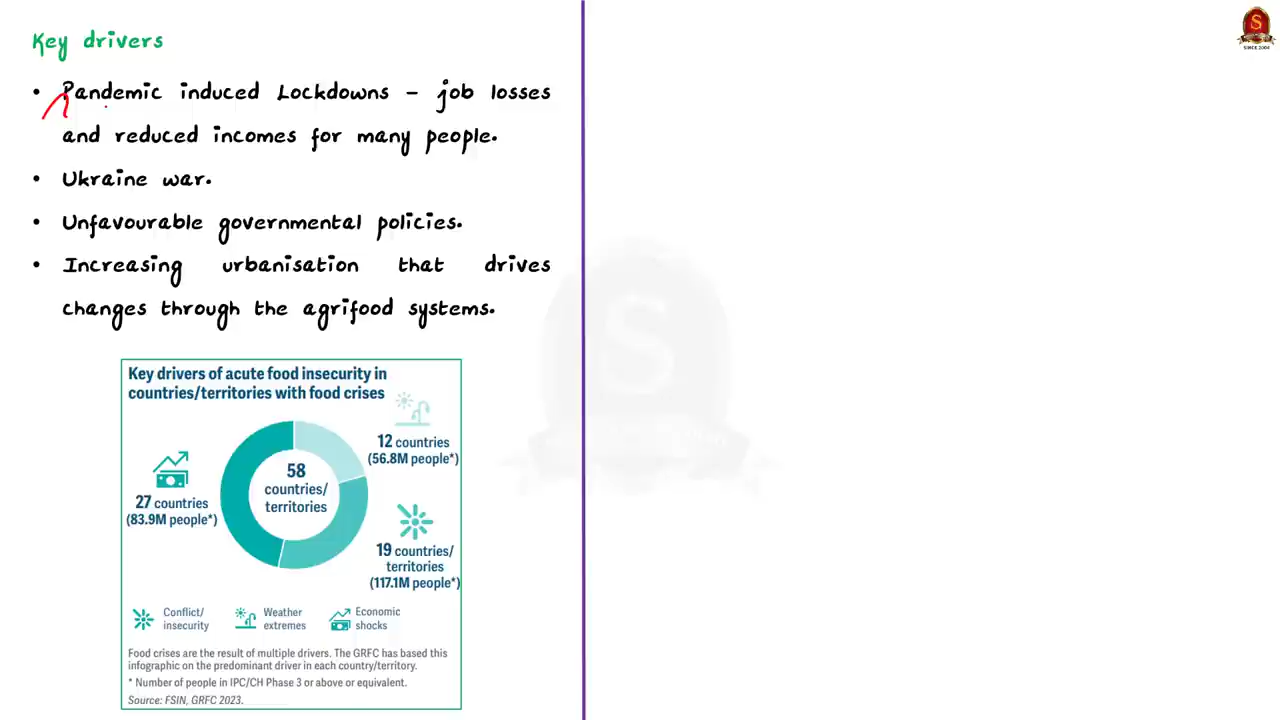 Key drivers
• Pandemic induced Lockdowns – job losses
and reduced incomes for many people.
• Ukraine war.
• Unfavourable governmental policies.
• Increasing urbanisation that drives
changes through the agrifood systems.
Key drivers of acute food insecurity in
countries/territories with food crises
12 countries
(56.8M people*)
58
countries/
territories
27 countries
(83.9M people*)
19 countries/
territories
(117.1M people*)
Conflict/
insecurity
Weather
extremes
Economic
shocks
Food crises are the result of multiple drivers. The GRFC has based this
infographic on the predominant driver in each country/territory.
* Number of people in IPC/CH Phase 3 or above or equivalent.
Source: FSIN, GRFC 2023.
S
SINCE 2004
S